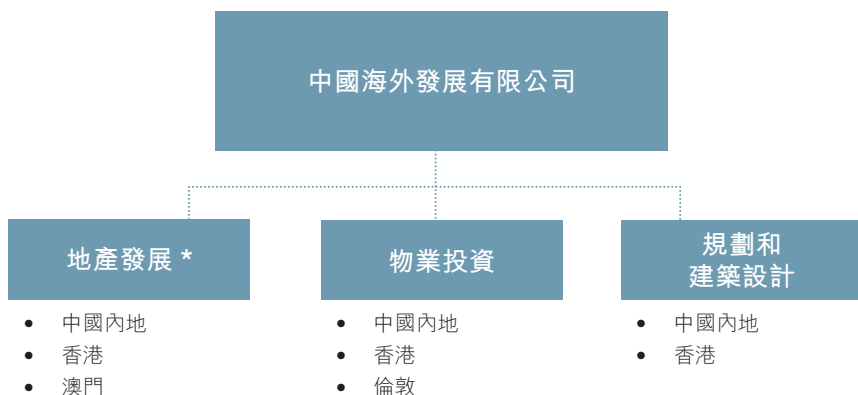 中國海外發展有限公司
地產發展 *
• 中國內地
• 香港
• 澳門
物業投資
• 中國內地
• 香港
• 倫敦
規劃和
建築設計
• 中國內地
• 香港